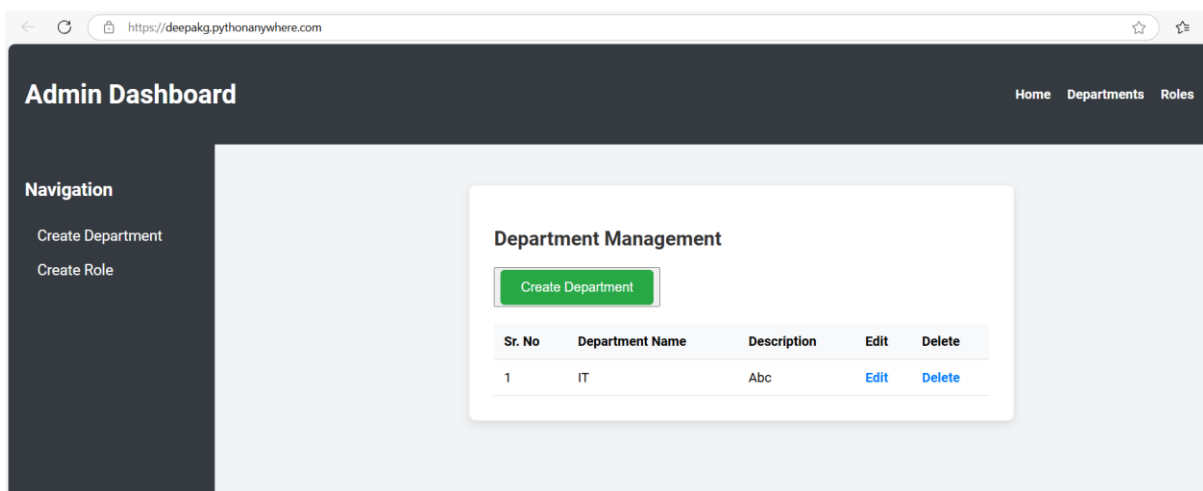 https://deepakg.pythonanywhere.com
Admin Dashboard
Home Departments Roles
Navigation
Create Department
Create Role
Department Management
Create Department
Sr. No Department Name Description Edit Delete
1 IT Abc Edit Delete